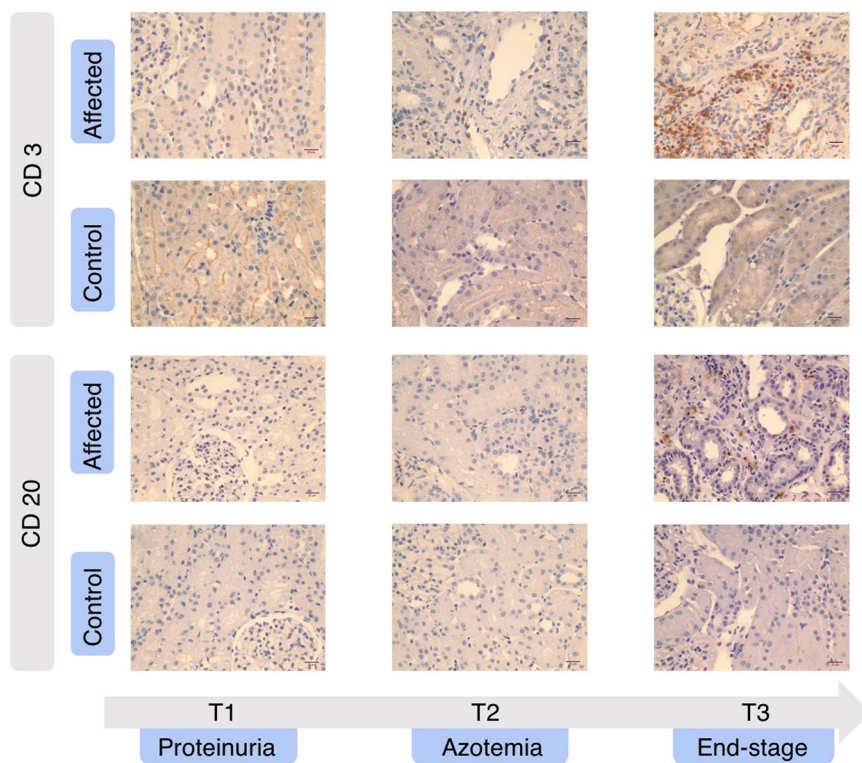 CD 3
Affected
Control
CD 20
Affected
Control
T1
T2
T3
Proteinuria
Azotemia
End-stage